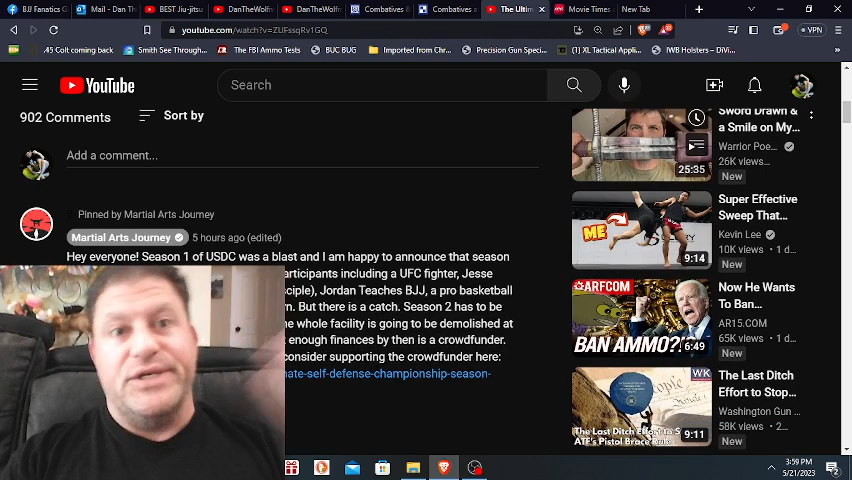 BJJ Fanatics G
Mail - Dan Th
BEST Jiu-jitsu
DanTheWolfm
DanTheWolfm
Combatives &
Combatives a
The Ultim
Movie Times
New Tab
youtube.com/watch?v=ZUFssqRv1GQ
VPN
.45 Colt coming back
Smith See Through...
The FBI Ammo Tests
BUC BUG
Imported from Chr...
Precision Gun Speci...
(1) XL Tactical Appli...
IWB Holsters – DiVi...
YouTube
Search
902 Comments
Sort by
Add a comment...
Pinned by Martial Arts Journey
Martial Arts Journey
5 hours ago (edited)
Hey everyone! Season 1 of USDC was a blast and I am happy to announce that season
articipants including a UFC fighter, Jesse
sciple), Jordan Teaches BJJ, a pro basketball
n. But there is a catch. Season 2 has to be
he whole facility is going to be demolished at
t enough finances by then is a crowdfunder.
consider supporting the crowdfunder here:
nate-self-defense-championship-season-
Sword Drawn &
a Smile on My...
Warrior Poe...
26K views...
New
25:35
Super Effective
Sweep That
Kevin Lee
10K views • 1 d...
New
ME
9:14
Now He Wants
To Ban...
AR15.COM
65K views • 1 d...
New
ARFCOM
BAN AMMO?!
6:49
The Last Ditch
Effort to Stop...
Washington Gun ...
58K views • 2...
New
WK
The Last Ditch Effort to S
ATF's Pistol Brace Rule
9:11
3:59 PM
5/21/2023